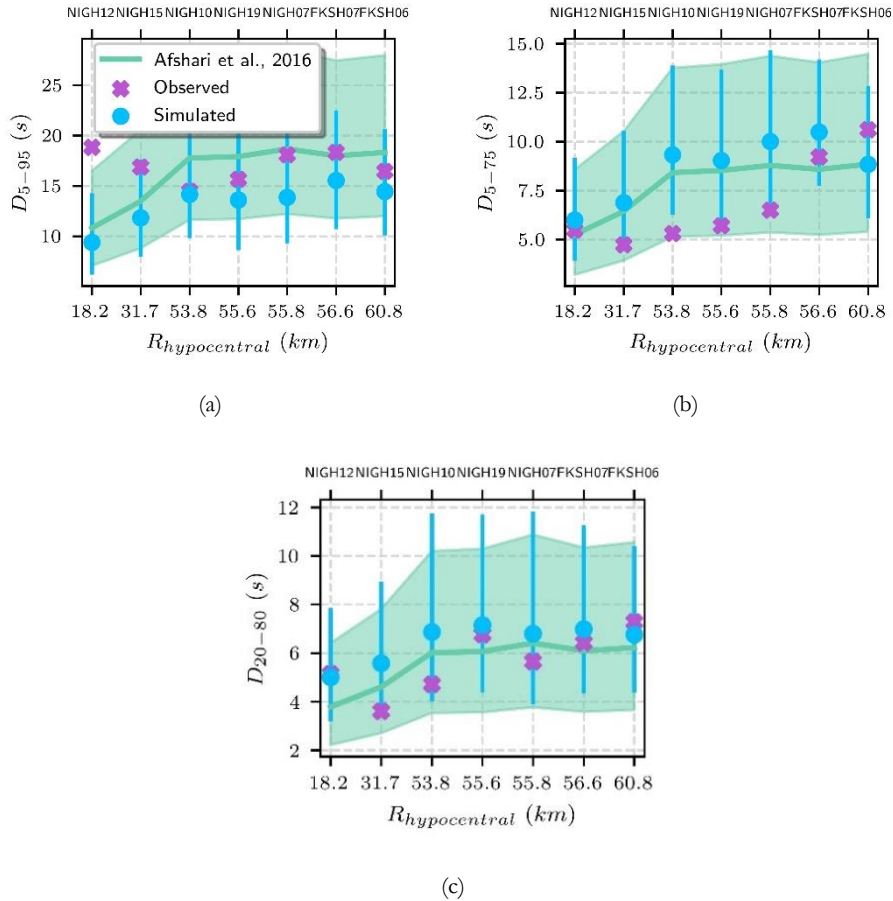 NIGH12 NIGH15 NIGH10 NIGH19 NIGH07 FKSH07 FKSH06
Afshari et al., 2016
Observed
Simulated
25
20
15
10
D5−95 (s)
18.2 31.7 53.8 55.6 55.8 56.6 60.8
Rhypocentral (km)
(a)
NIGH12 NIGH15 NIGH10 NIGH19 NIGH07 FKSH07 FKSH06
15.0
12.5
10.0
7.5
5.0
D5−75 (s)
18.2 31.7 53.8 55.6 55.8 56.6 60.8
Rhypocentral (km)
(b)
NIGH12 NIGH15 NIGH10 NIGH19 NIGH07 FKSH07 FKSH06
12
10
8
6
4
2
D20−80 (s)
18.2 31.7 53.8 55.6 55.8 56.6 60.8
Rhypocentral (km)
(c)